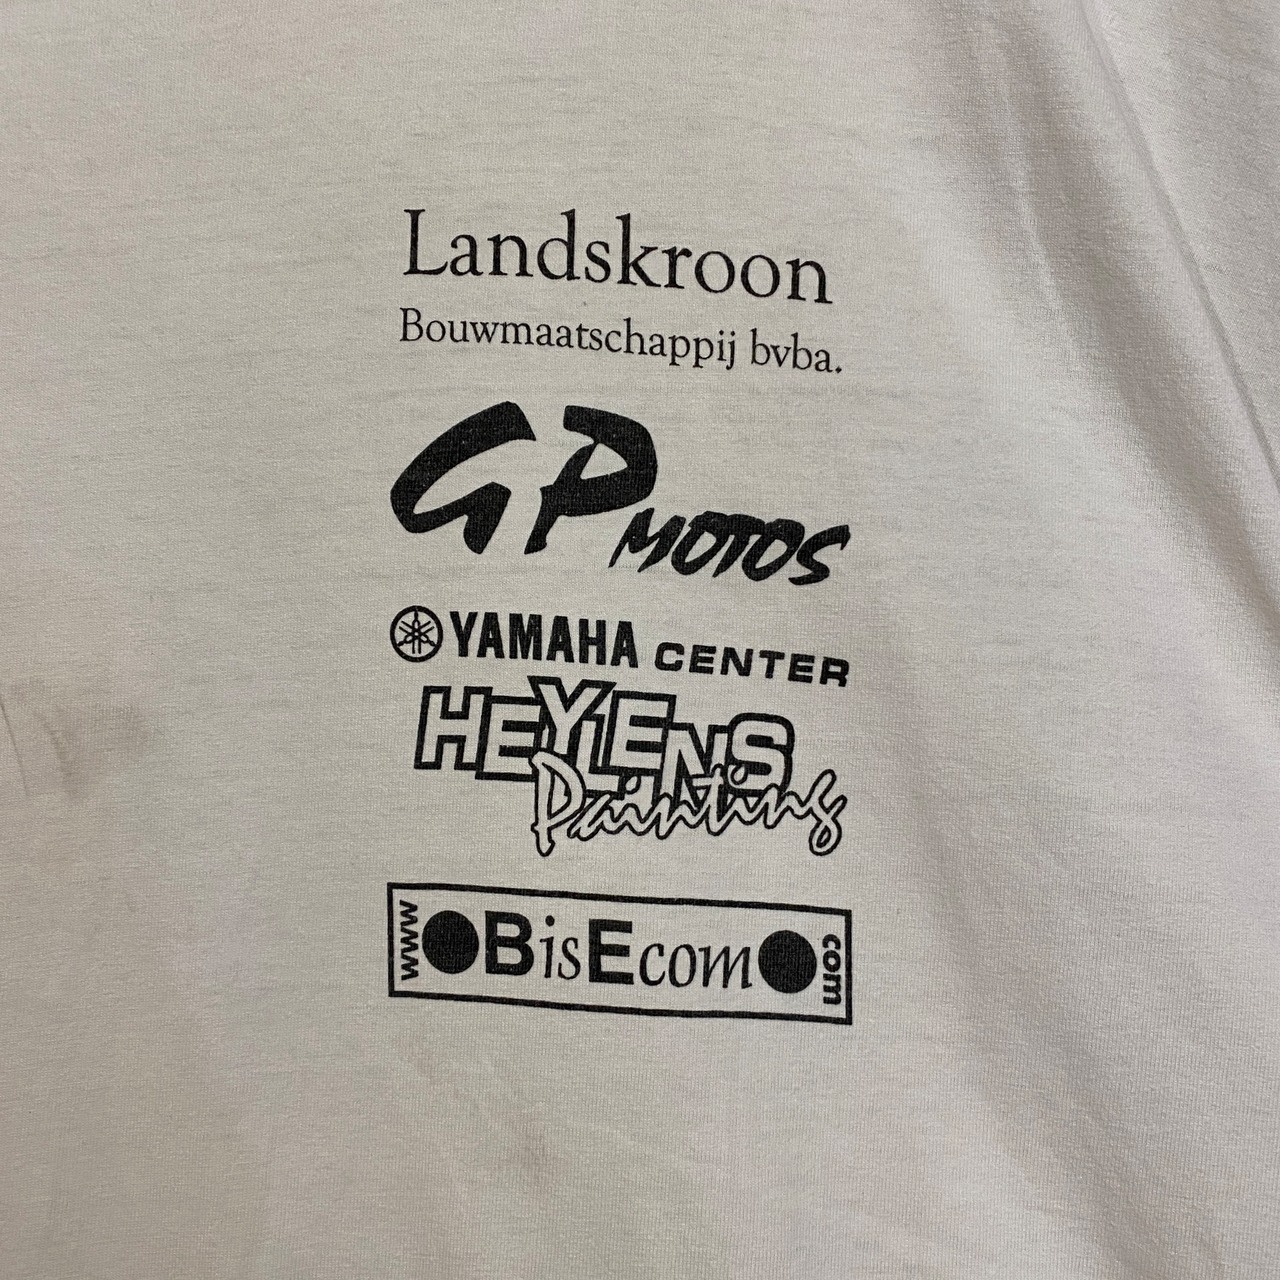 Landskroon
Bouwmaatschappij bvba.
GP MOTOS
YAMAHA CENTER
HEYLENS
Painting
www●BisEcom●com